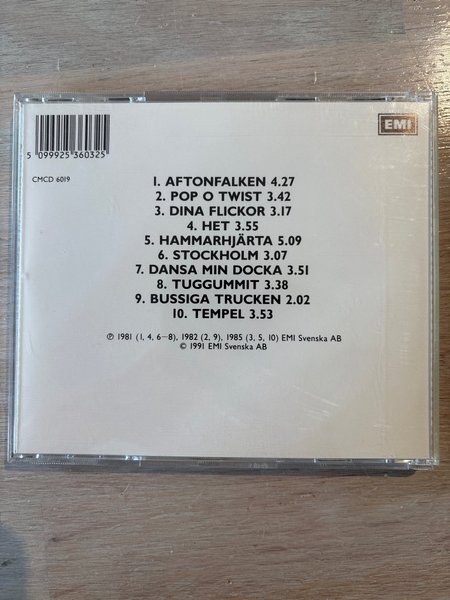 EMI
5 099925 360325
CMCD 6019
1. AFTONFALKEN 4.27
2. POP O TWIST 3.42
3. DINA FLICKOR 3.17
4. HET 3.55
5. HAMMARHJÄRTA 5.09
6. STOCKHOLM 3.07
7. DANSA MIN DOCKA 3.51
8. TUGGUMMIT 3.38
9. BUSSIGA TRUCKEN 2.02
10. TEMPEL 3.53
℗ 1981 (1, 4, 6–8), 1982 (2, 9), 1985 (3, 5, 10) EMI Svenska AB
© 1991 EMI Svenska AB